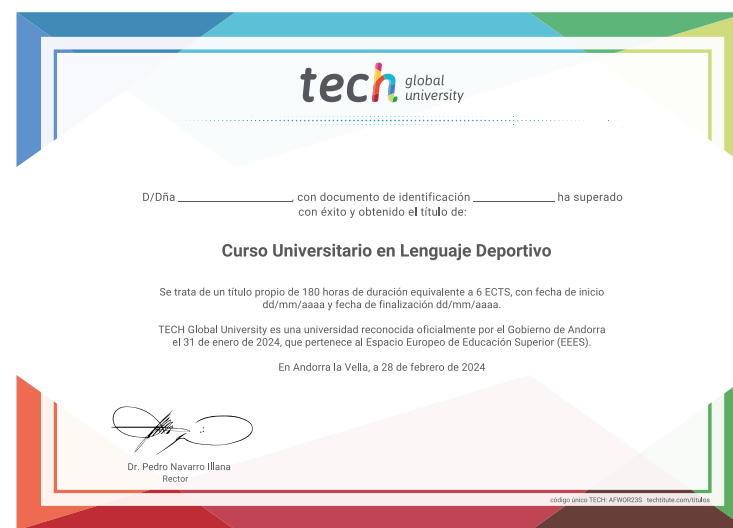 tech global university
D/Dña ____________________, con documento de identificación ______________ ha superado
con éxito y obtenido el título de:
Curso Universitario en Lenguaje Deportivo
Se trata de un título propio de 180 horas de duración equivalente a 6 ECTS, con fecha de inicio
dd/mm/aaaa y fecha de finalización dd/mm/aaaa.
TECH Global University es una universidad reconocida oficialmente por el Gobierno de Andorra
el 31 de enero de 2024, que pertenece al Espacio Europeo de Educación Superior (EEES).
En Andorra la Vella, a 28 de febrero de 2024
Dr. Pedro Navarro Illana
Rector
código único TECH: AFWOR23S techtitute.com/titulos